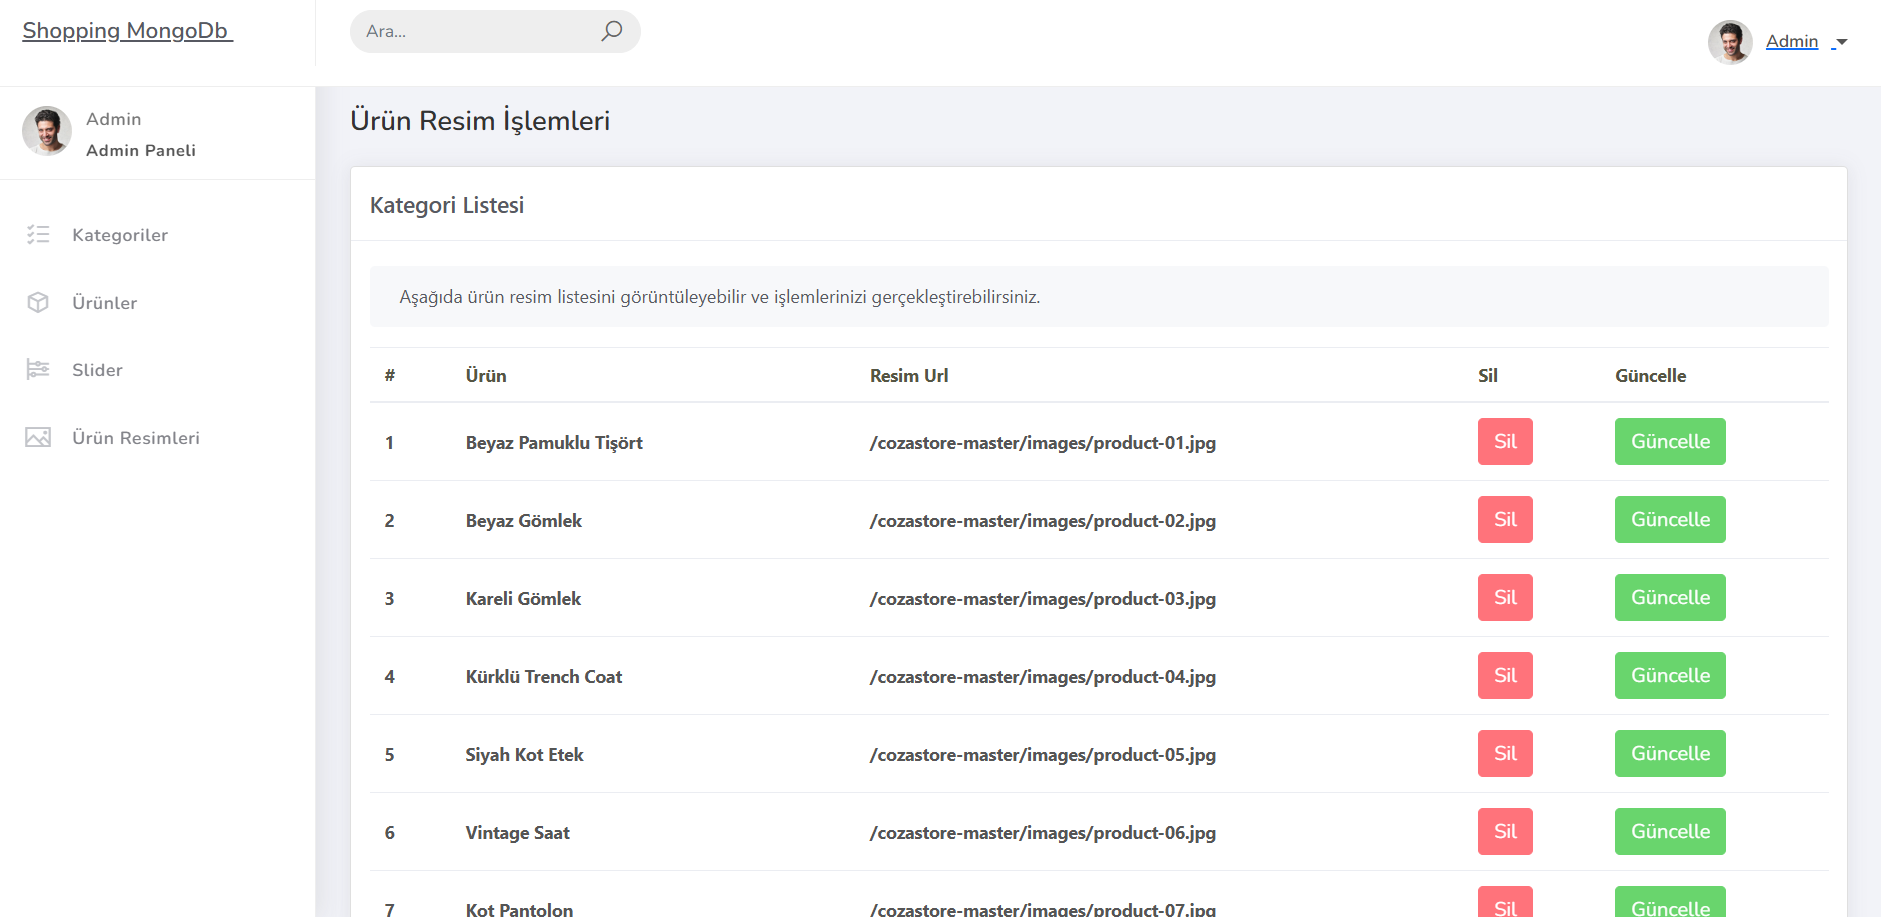 Shopping MongoDb
Ara...
Admin
Admin
Admin Paneli
Kategoriler
Ürünler
Slider
Ürün Resimleri
Ürün Resim İşlemleri
Kategori Listesi
Aşağıda ürün resim listesini görüntüleyebilir ve işlemlerinizi gerçekleştirebilirsiniz.
# Ürün Resim Url Sil Güncelle
1 Beyaz Pamuklu Tişört /cozastore-master/images/product-01.jpg Sil Güncelle
2 Beyaz Gömlek /cozastore-master/images/product-02.jpg Sil Güncelle
3 Kareli Gömlek /cozastore-master/images/product-03.jpg Sil Güncelle
4 Kürklü Trench Coat /cozastore-master/images/product-04.jpg Sil Güncelle
5 Siyah Kot Etek /cozastore-master/images/product-05.jpg Sil Güncelle
6 Vintage Saat /cozastore-master/images/product-06.jpg Sil Güncelle
7 Kot Pantolon /cozastore-master/images/product-07.jpg Sil Güncelle